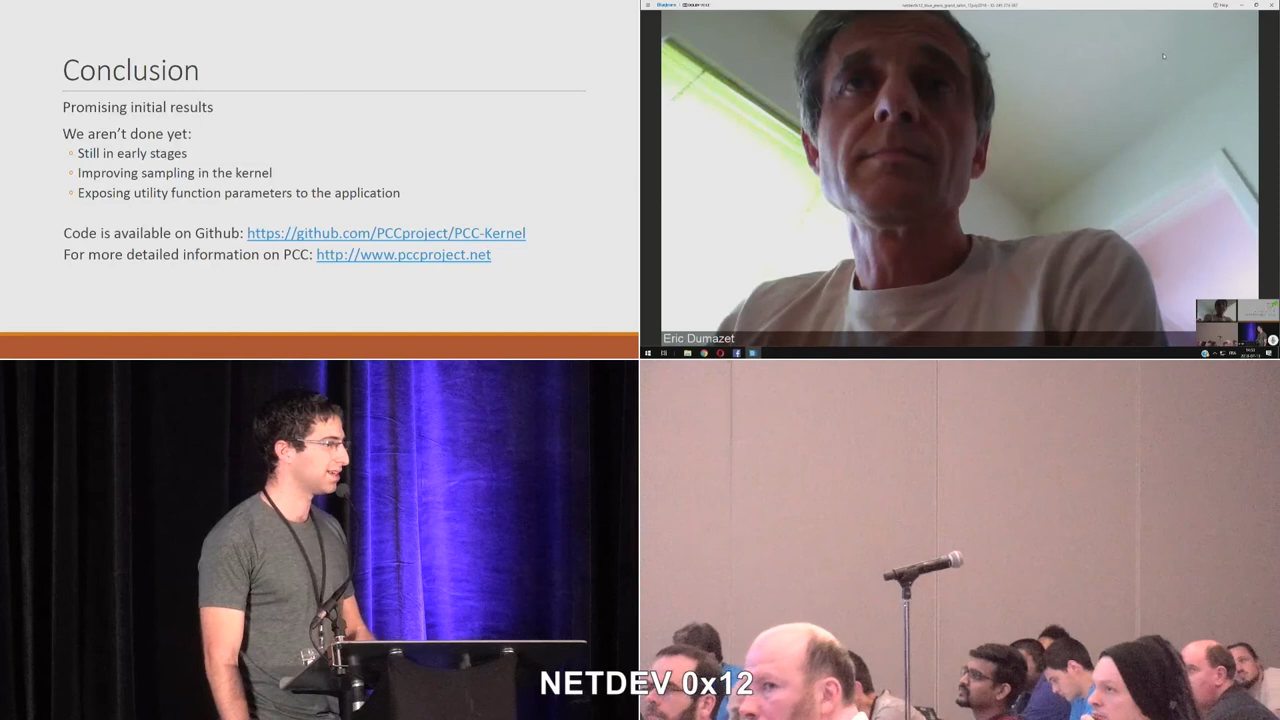 Conclusion
Promising initial results
We aren't done yet:
Still in early stages
Improving sampling in the kernel
Exposing utility function parameters to the application
Code is available on Github: https://github.com/PCCproject/PCC-Kernel
For more detailed information on PCC: http://www.pccproject.net
Help
Eric Dumazet
NETDEV 0x12